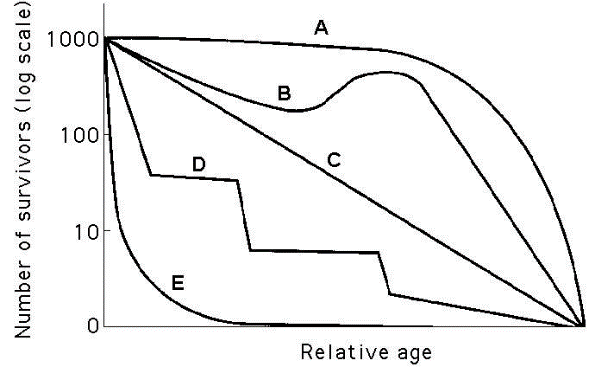 Number of survivors (log scale)
1000
100
10
0
A
B
C
D
E
Relative age